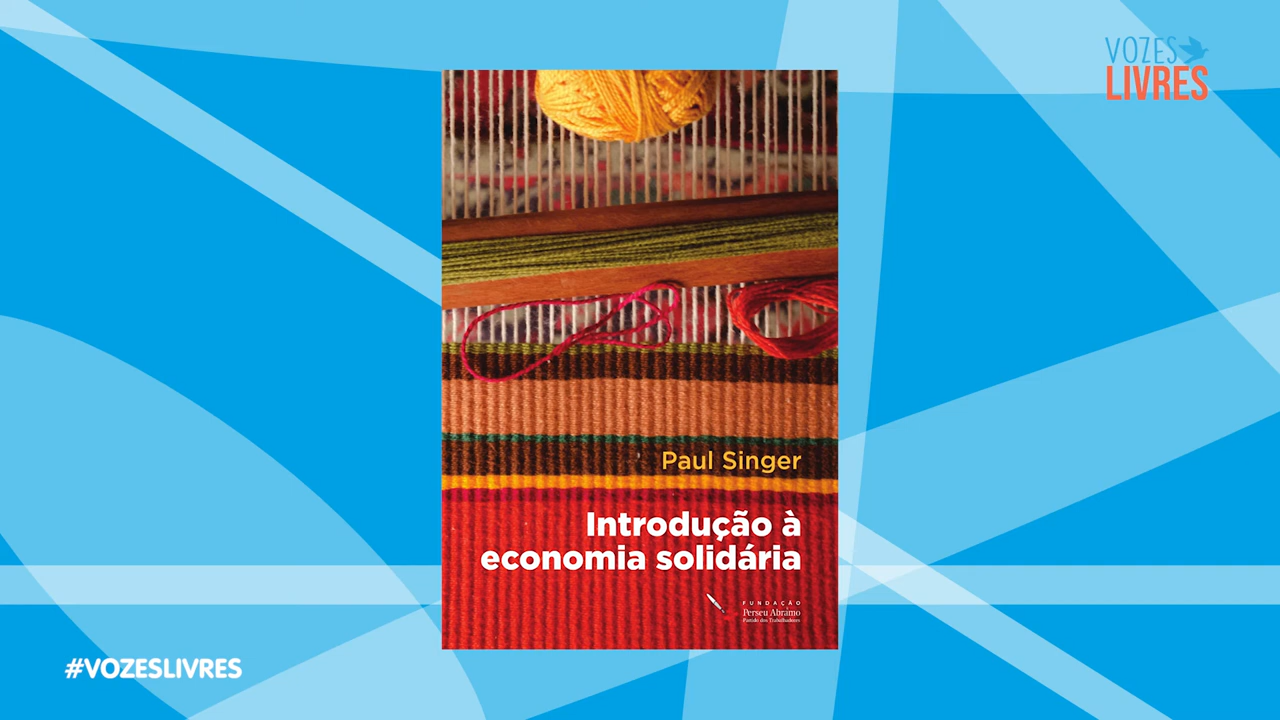 VOZES
LIVRES
Paul Singer
Introdução à
economia solidária
FUNDAÇÃO
Perseu Abramo
Partido dos Trabalhadores
#VOZESLIVRES